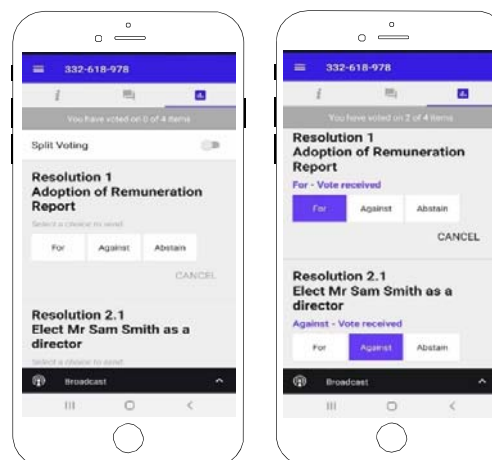 332-618-978
i
You have voted on 0 of 4 items
Split Voting
Resolution 1
Adoption of Remuneration
Report
Select a choice to send
For Against Abstain
CANCEL
Resolution 2.1
Elect Mr Sam Smith as a
director
Select a choice to send
Broadcast
332-618-978
i
You have voted on 2 of 4 items
Resolution 1
Adoption of Remuneration
Report
For - Vote received
For Against Abstain
CANCEL
Resolution 2.1
Elect Mr Sam Smith as a
director
Against - Vote received
For Against Abstain
Broadcast